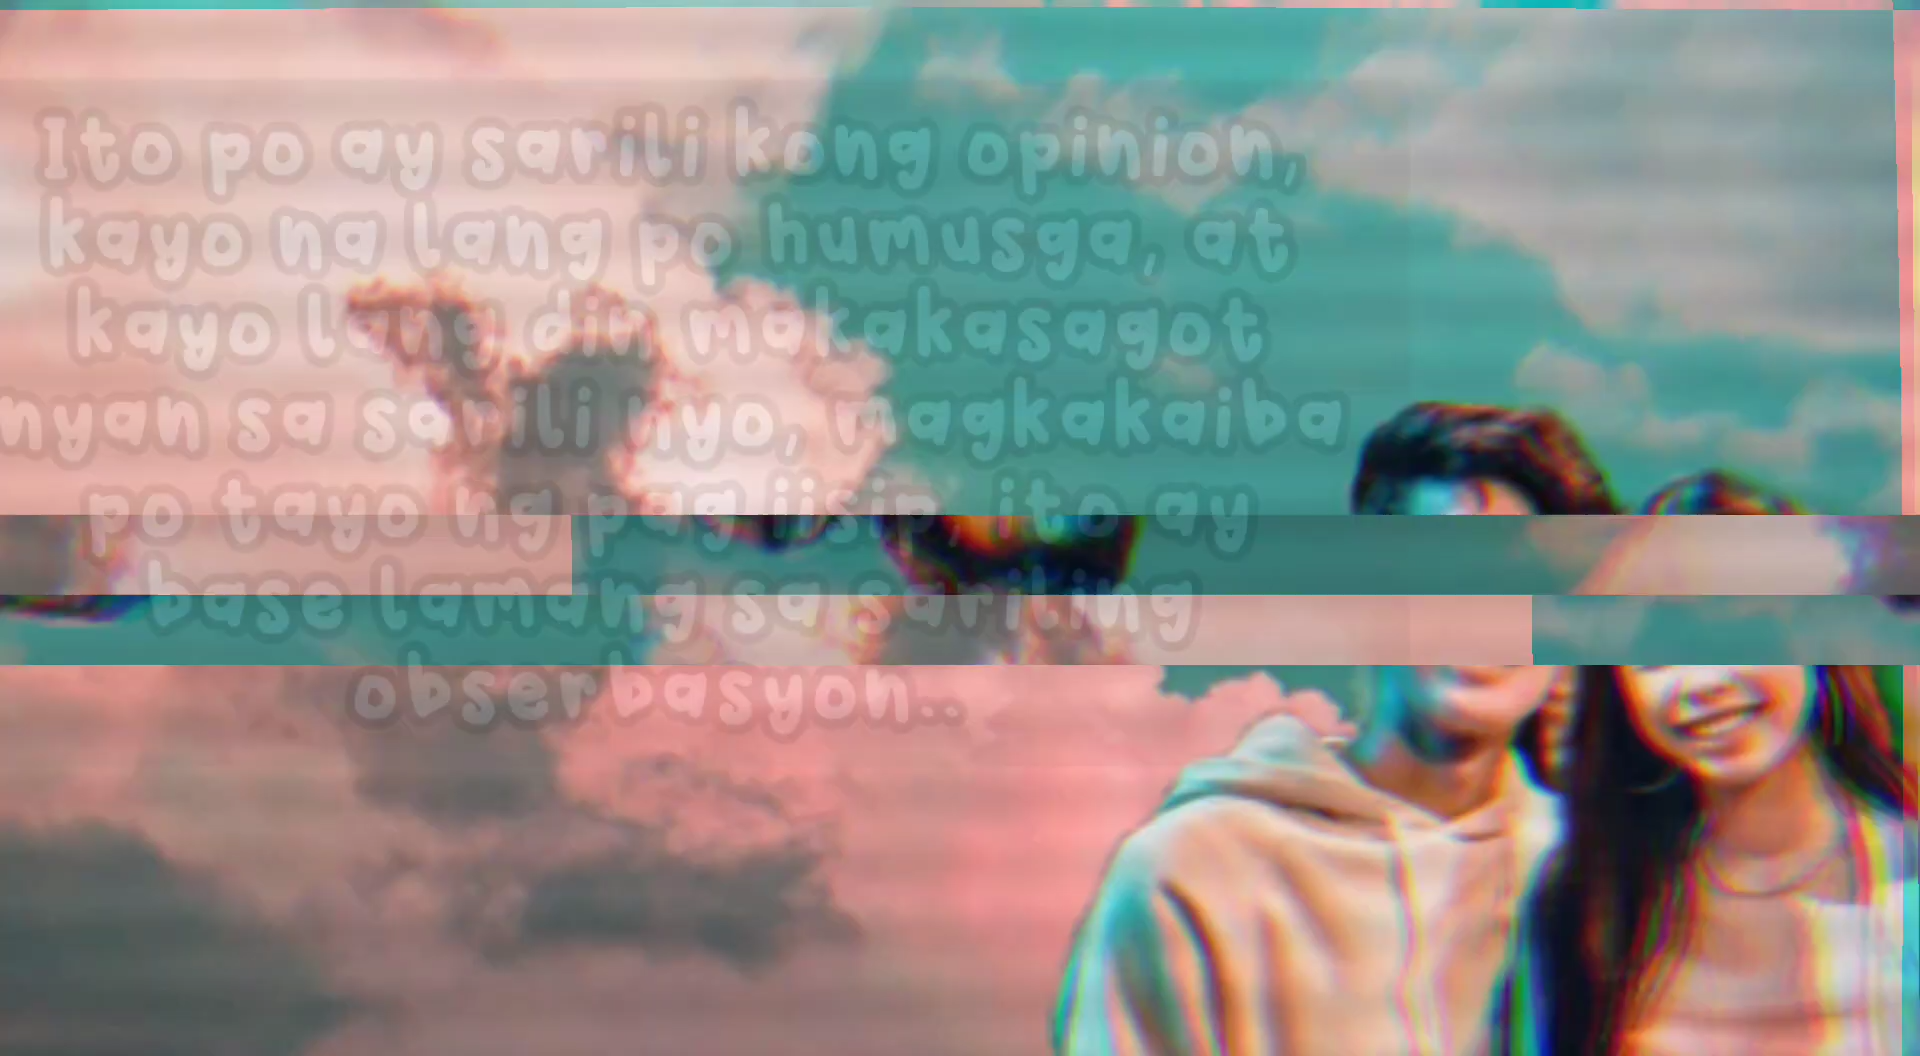 Ito po ay sarili kong opinion,
kayo na lang po humusga, at
kayo lang din makakasagot
nyan sa sarili nyo, magkakaiba
po tayo ng pag iisip, ito ay
base lamang sa sariling
obserbasyon..